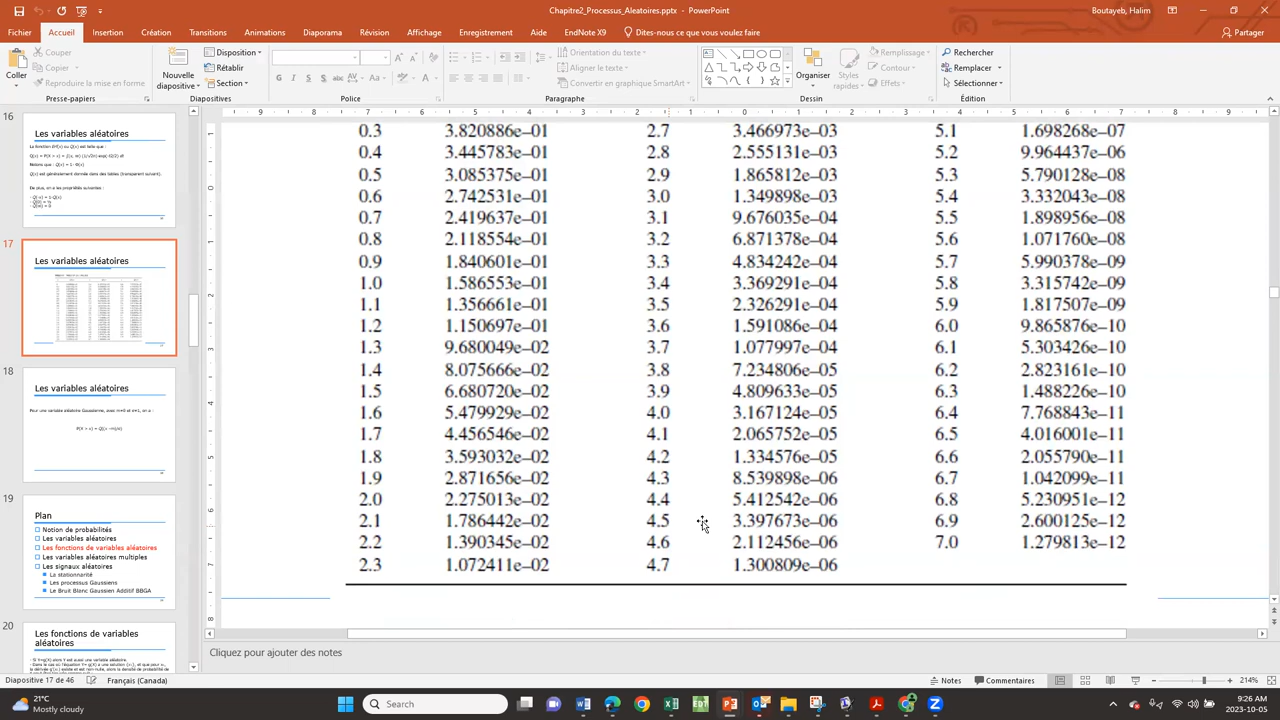 Chapitre2_Processus_Aleatoires.pptx - PowerPoint
Boutayeb, Halim
Fichier Accueil Insertion Création Transitions Animations Diaporama Révision Affichage Enregistrement Aide EndNote X9 Dites-nous ce que vous voulez faire Partager
Coller
Couper
Copier
Reproduire la mise en forme
Presse-papiers
Nouvelle diapositive
Disposition
Rétablir
Section
Diapositives
G I S
Police
Paragraphe
Orientation du texte
Aligner le texte
Convertir en graphique SmartArt
Organiser
Styles rapides
Remplissage
Contour
Effets
Dessin
Rechercher
Remplacer
Sélectionner
Édition
16
Les variables aléatoires
17
Les variables aléatoires
18
Les variables aléatoires
19
Plan
Notion de probabilités
Les variables aléatoires
Les fonctions de variables aléatoires
Les variables aléatoires multiples
Les signaux aléatoires
La stationnarité
Les processus Gaussiens
Le Bruit Blanc Gaussien Additif BBGA
20
Les fonctions de variables
aléatoires
0.3 3.820886e–01 2.7 3.466973e–03 5.1 1.698268e–07
0.4 3.445783e–01 2.8 2.555131e–03 5.2 9.964437e–06
0.5 3.085375e–01 2.9 1.865812e–03 5.3 5.790128e–08
0.6 2.742531e–01 3.0 1.349898e–03 5.4 3.332043e–08
0.7 2.419637e–01 3.1 9.676035e–04 5.5 1.898956e–08
0.8 2.118554e–01 3.2 6.871378e–04 5.6 1.071760e–08
0.9 1.840601e–01 3.3 4.834242e–04 5.7 5.990378e–09
1.0 1.586553e–01 3.4 3.369291e–04 5.8 3.315742e–09
1.1 1.356661e–01 3.5 2.326291e–04 5.9 1.817507e–09
1.2 1.150697e–01 3.6 1.591086e–04 6.0 9.865876e–10
1.3 9.680049e–02 3.7 1.077997e–04 6.1 5.303426e–10
1.4 8.075666e–02 3.8 7.234806e–05 6.2 2.823161e–10
1.5 6.680720e–02 3.9 4.809633e–05 6.3 1.488226e–10
1.6 5.479929e–02 4.0 3.167124e–05 6.4 7.768843e–11
1.7 4.456546e–02 4.1 2.065752e–05 6.5 4.016001e–11
1.8 3.593032e–02 4.2 1.334576e–05 6.6 2.055790e–11
1.9 2.871656e–02 4.3 8.539898e–06 6.7 1.042099e–11
2.0 2.275013e–02 4.4 5.412542e–06 6.8 5.230951e–12
2.1 1.786442e–02 4.5 3.397673e–06 6.9 2.600125e–12
2.2 1.390345e–02 4.6 2.112456e–06 7.0 1.279813e–12
2.3 1.072411e–02 4.7 1.300809e–06
Cliquez pour ajouter des notes
Diapositive 17 de 46 Français (Canada) Notes Commentaires 214%
21°C
Mostly cloudy
Search
9:26 AM
2023-10-05